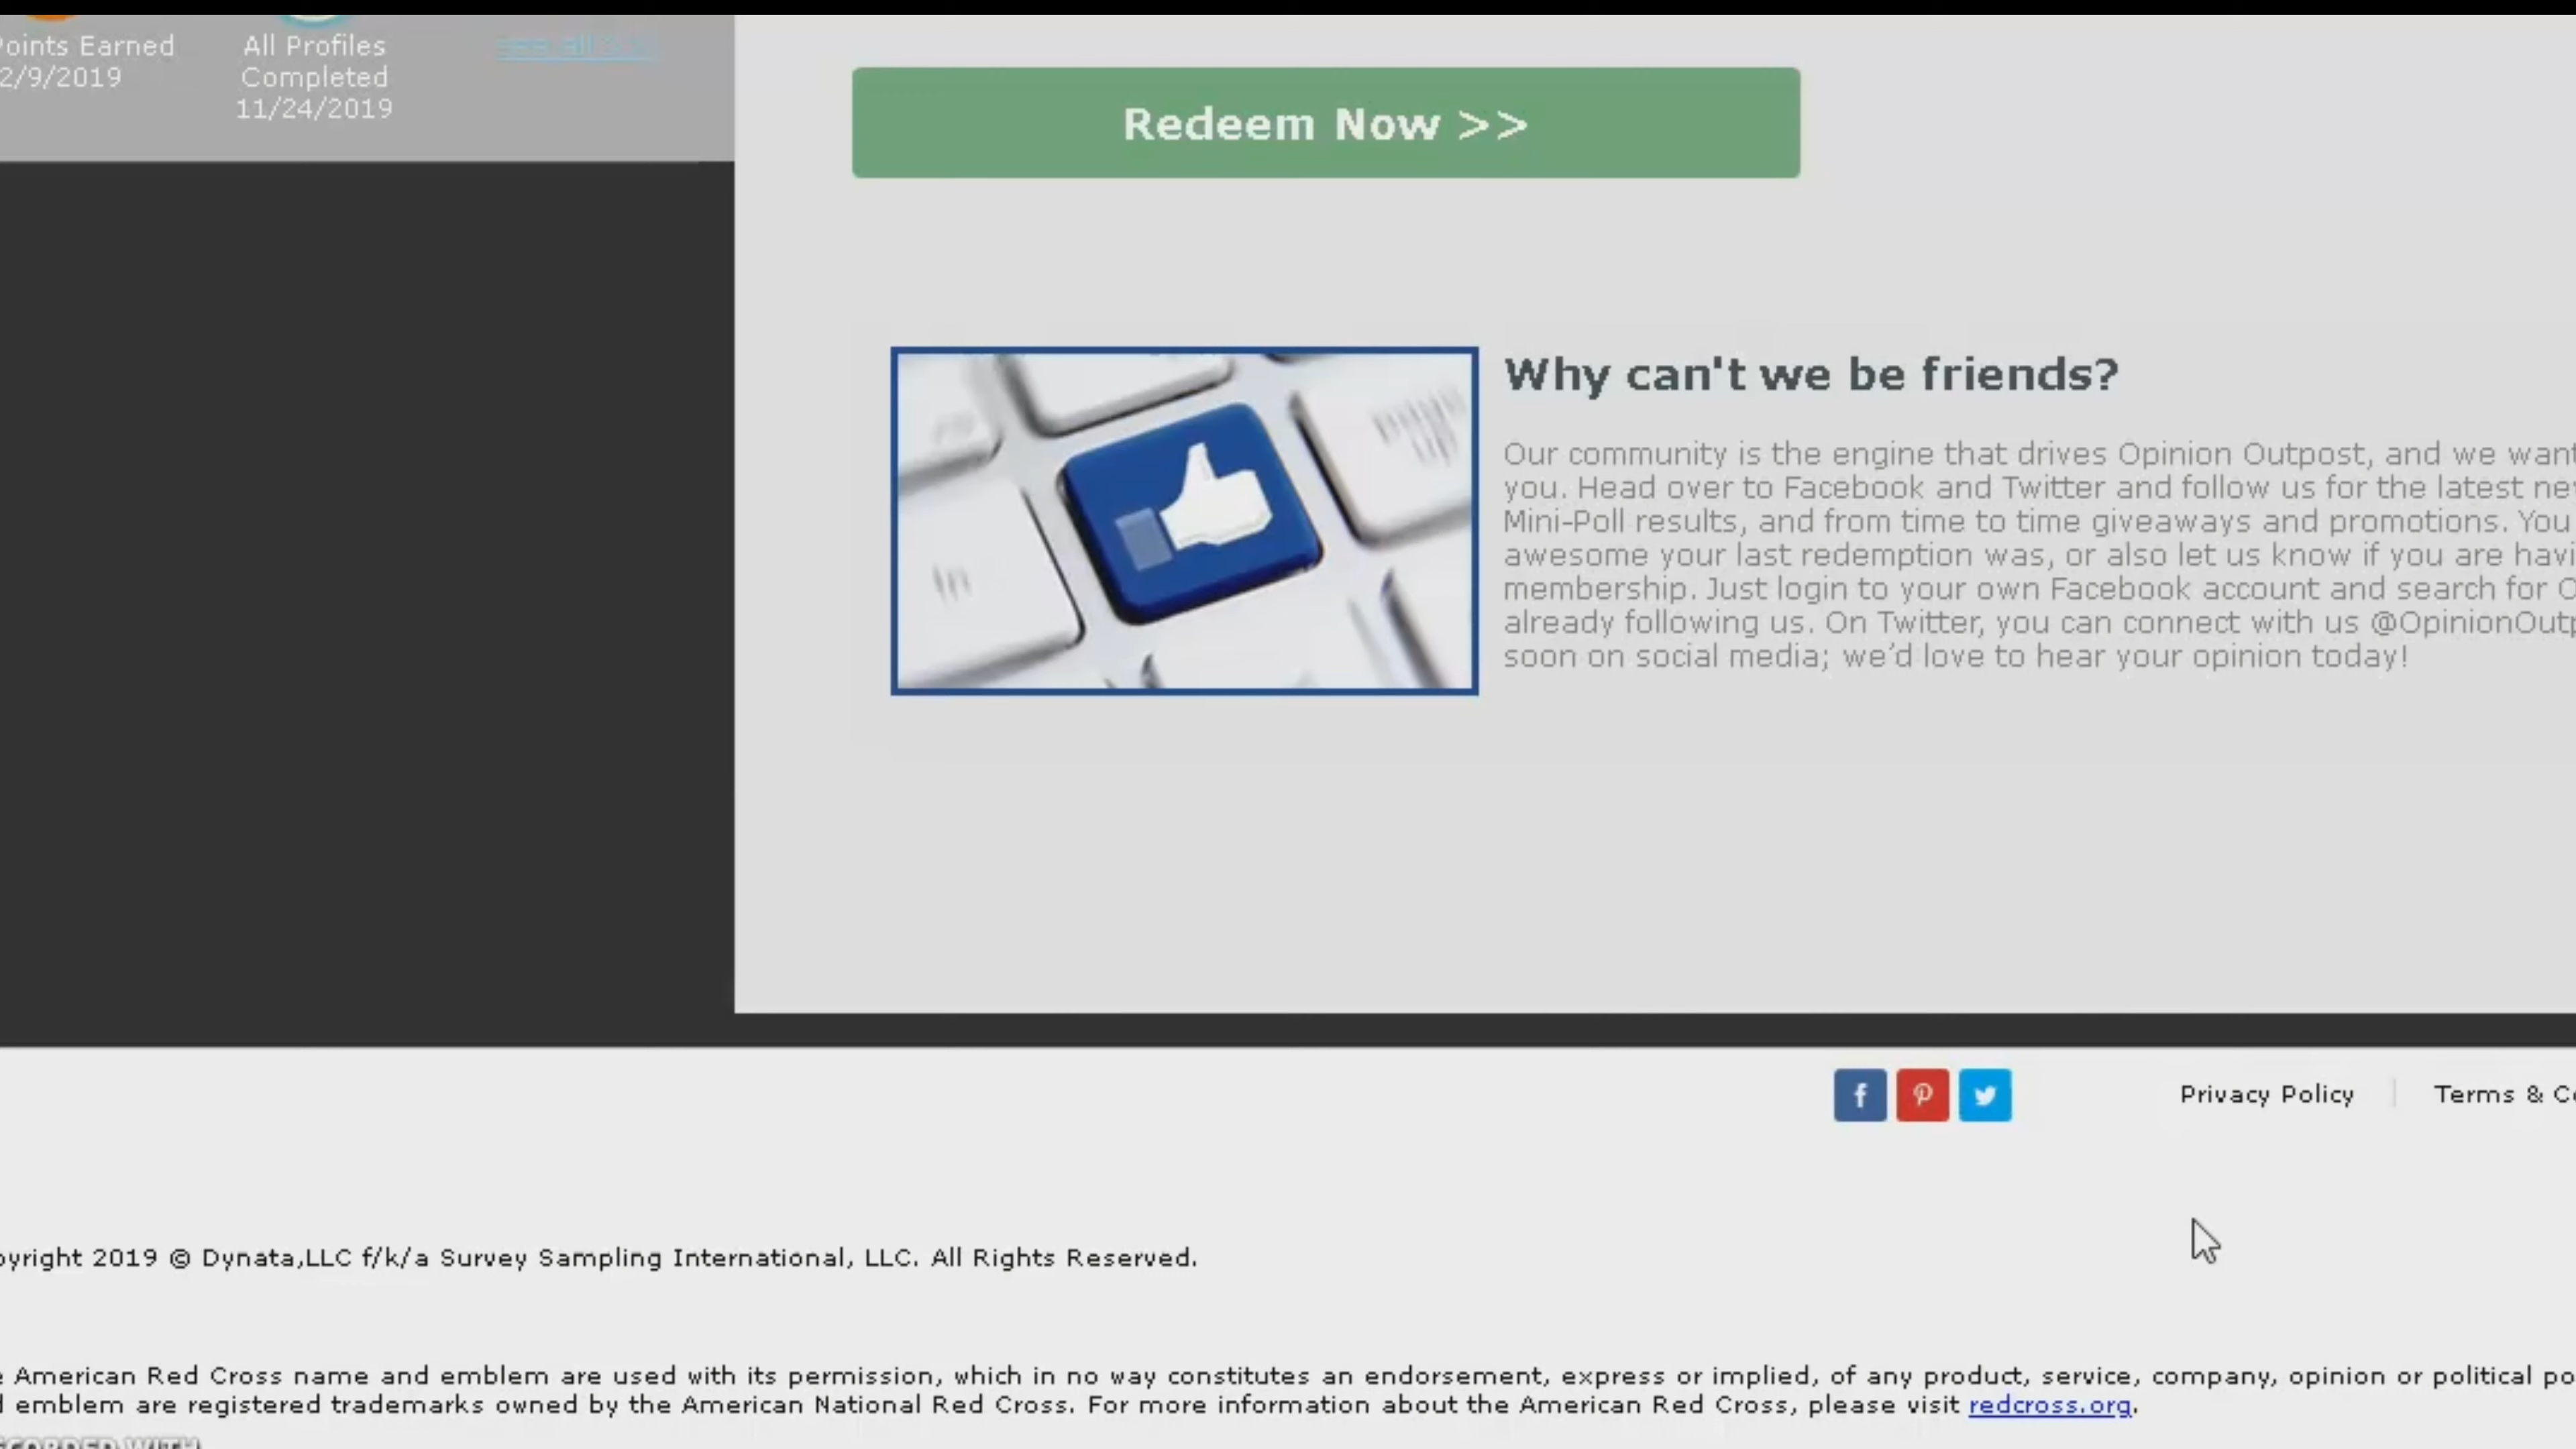 Points Earned
2/9/2019
All Profiles
Completed
11/24/2019
see all
Redeem Now >>
Why can't we be friends?
Our community is the engine that drives Opinion Outpost, and we want
you. Head over to Facebook and Twitter and follow us for the latest
Mini-Poll results, and from time to time giveaways and promotions. You
awesome your last redemption was, or also let us know if you are havi
membership. Just login to your own Facebook account and search for O
already following us. On Twitter, you can connect with us @OpinionOutp
soon on social media; we'd love to hear your opinion today!
Privacy Policy
Terms & Co
pyright 2019 © Dynata,LLC f/k/a Survey Sampling International, LLC. All Rights Reserved.
e American Red Cross name and emblem are used with its permission, which in no way constitutes an endorsement, express or implied, of any product, service, company, opinion or political po
d emblem are registered trademarks owned by the American National Red Cross. For more information about the American Red Cross, please visit redcross.org.
RECORDED WITH